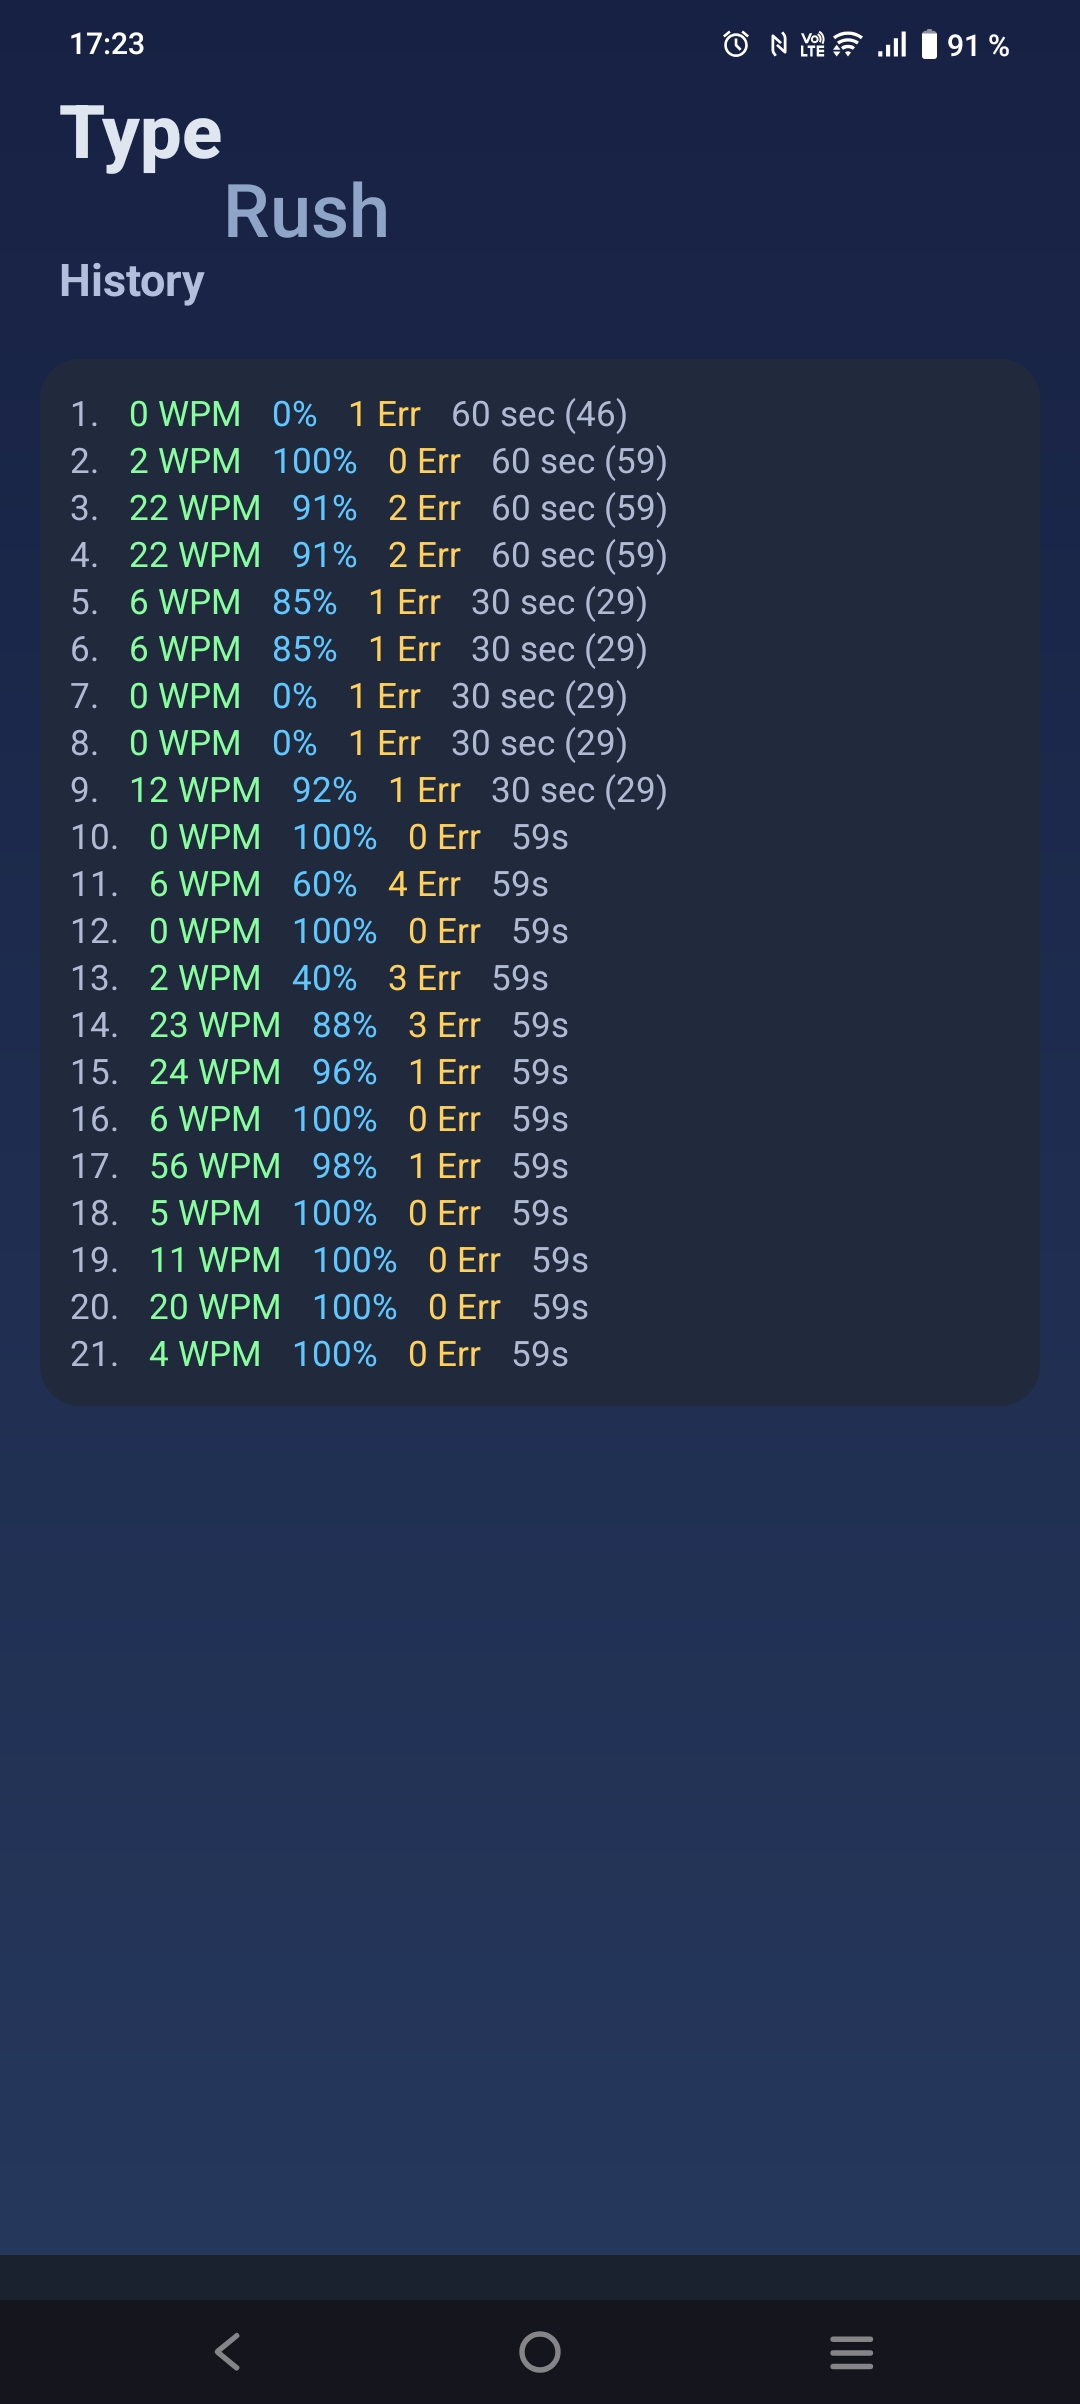 17:23 Vo)) LTE 91 %
Type
Rush
History
1. 0 WPM 0% 1 Err 60 sec (46)
2. 2 WPM 100% 0 Err 60 sec (59)
3. 22 WPM 91% 2 Err 60 sec (59)
4. 22 WPM 91% 2 Err 60 sec (59)
5. 6 WPM 85% 1 Err 30 sec (29)
6. 6 WPM 85% 1 Err 30 sec (29)
7. 0 WPM 0% 1 Err 30 sec (29)
8. 0 WPM 0% 1 Err 30 sec (29)
9. 12 WPM 92% 1 Err 30 sec (29)
10. 0 WPM 100% 0 Err 59s
11. 6 WPM 60% 4 Err 59s
12. 0 WPM 100% 0 Err 59s
13. 2 WPM 40% 3 Err 59s
14. 23 WPM 88% 3 Err 59s
15. 24 WPM 96% 1 Err 59s
16. 6 WPM 100% 0 Err 59s
17. 56 WPM 98% 1 Err 59s
18. 5 WPM 100% 0 Err 59s
19. 11 WPM 100% 0 Err 59s
20. 20 WPM 100% 0 Err 59s
21. 4 WPM 100% 0 Err 59s